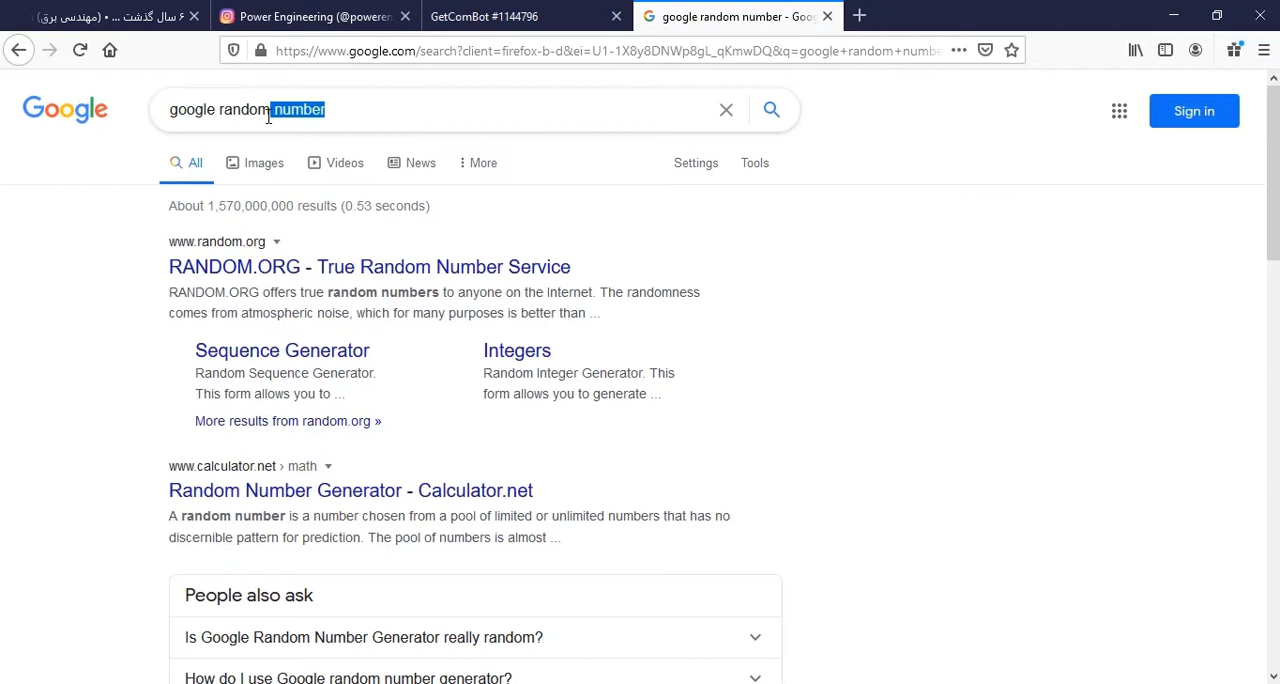 ۶ سال گذشت ... • (مهندسی برق)
Power Engineering (@poweren
GetComBot #1144796
google random number - Goo
https://www.google.com/search?client=firefox-b-d&ei=U1-1X8y8DNWp8gL_qKmwDQ&q=google+random+numbe
Google
google random number
Sign in
All
Images
Videos
News
More
Settings
Tools
About 1,570,000,000 results (0.53 seconds)
www.random.org
RANDOM.ORG - True Random Number Service
RANDOM.ORG offers true random numbers to anyone on the Internet. The randomness
comes from atmospheric noise, which for many purposes is better than ...
Sequence Generator
Integers
Random Sequence Generator.
Random Integer Generator. This
This form allows you to ...
form allows you to generate ...
More results from random.org »
www.calculator.net › math
Random Number Generator - Calculator.net
A random number is a number chosen from a pool of limited or unlimited numbers that has no
discernible pattern for prediction. The pool of numbers is almost ...
People also ask
Is Google Random Number Generator really random?
How do I use Google random number generator?